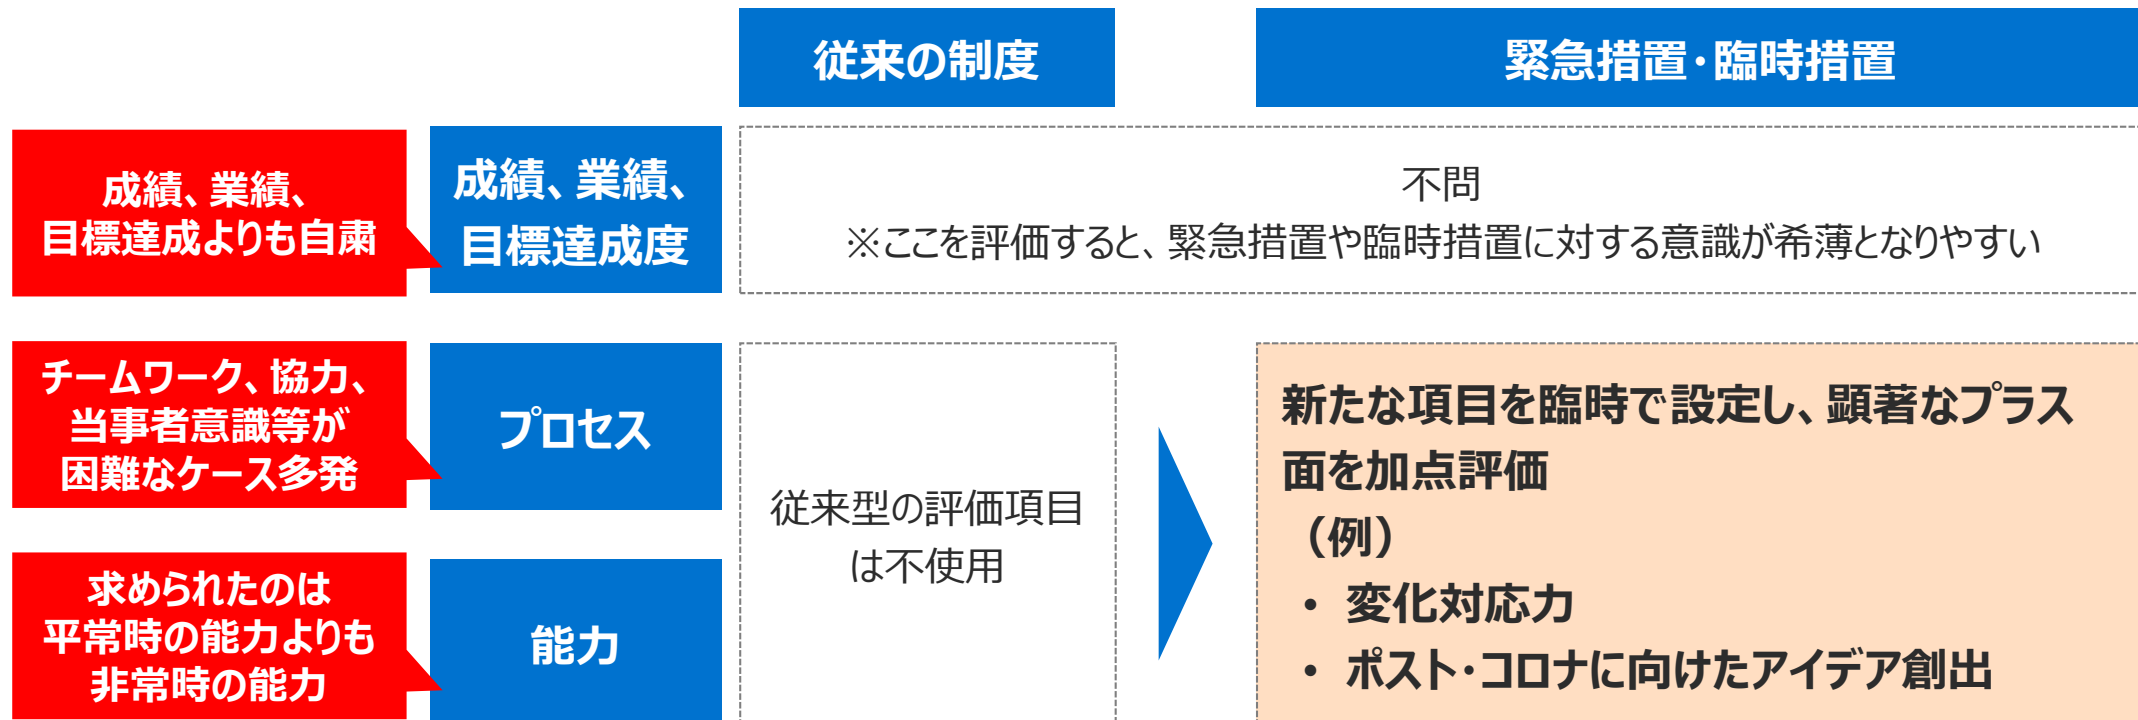 従来の制度
緊急措置・臨時措置
成績、業績、
目標達成よりも自粛
成績、業績、
目標達成度
不問
※ここを評価すると、緊急措置や臨時措置に対する意識が希薄となりやすい
チームワーク、協力、
当事者意識等が
困難なケース多発
プロセス
従来型の評価項目
は不使用
新たな項目を臨時で設定し、顕著なプラス
面を加点評価
（例）
• 変化対応力
• ポスト・コロナに向けたアイデア創出
求められたのは
平常時の能力よりも
非常時の能力
能力